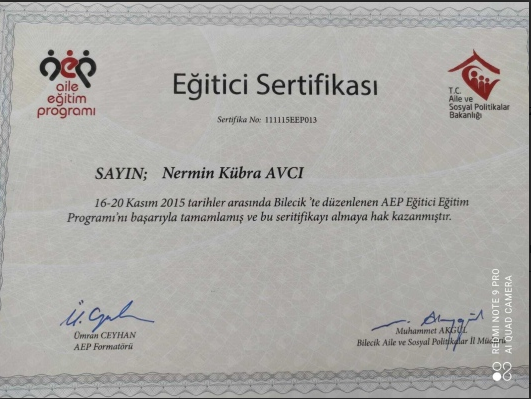 aile
eğitim
programı
Eğitici Sertifikası
T.C.
Aile ve
Sosyal Politikalar
Bakanlığı
Sertifika No: 111115EEP013
SAYIN; Nermin Kübra AVCI
16-20 Kasım 2015 tarihler arasında Bilecik 'te düzenlenen AEP Eğitici Eğitim
Programı'nı başarıyla tamamlamış ve bu seritifikayı almaya hak kazanmıştır.
Ümran CEYHAN
AEP Formatörü
Muhammet AKGÜL
Bilecik Aile ve Sosyal Politikalar İl
REDMI NOTE 9 PRO
AI QUAD CAMERA